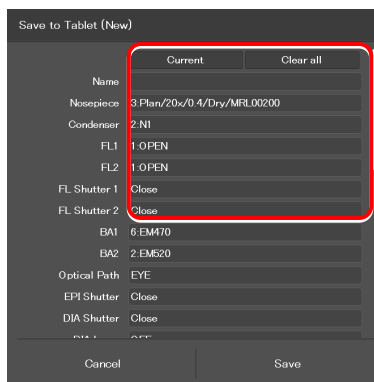 Save to Tablet (New)
Current Clear all
Name
Nosepiece 3:Plan/20x/0.4/Dry/MRL00200
Condenser 2:N1
FL1 1:OPEN
FL2 1:OPEN
FL Shutter 1 Close
FL Shutter 2 Close
BA1 6:EM470
BA2 2:EM520
Optical Path EYE
EPI Shutter Close
DIA Shutter Close
Cancel Save